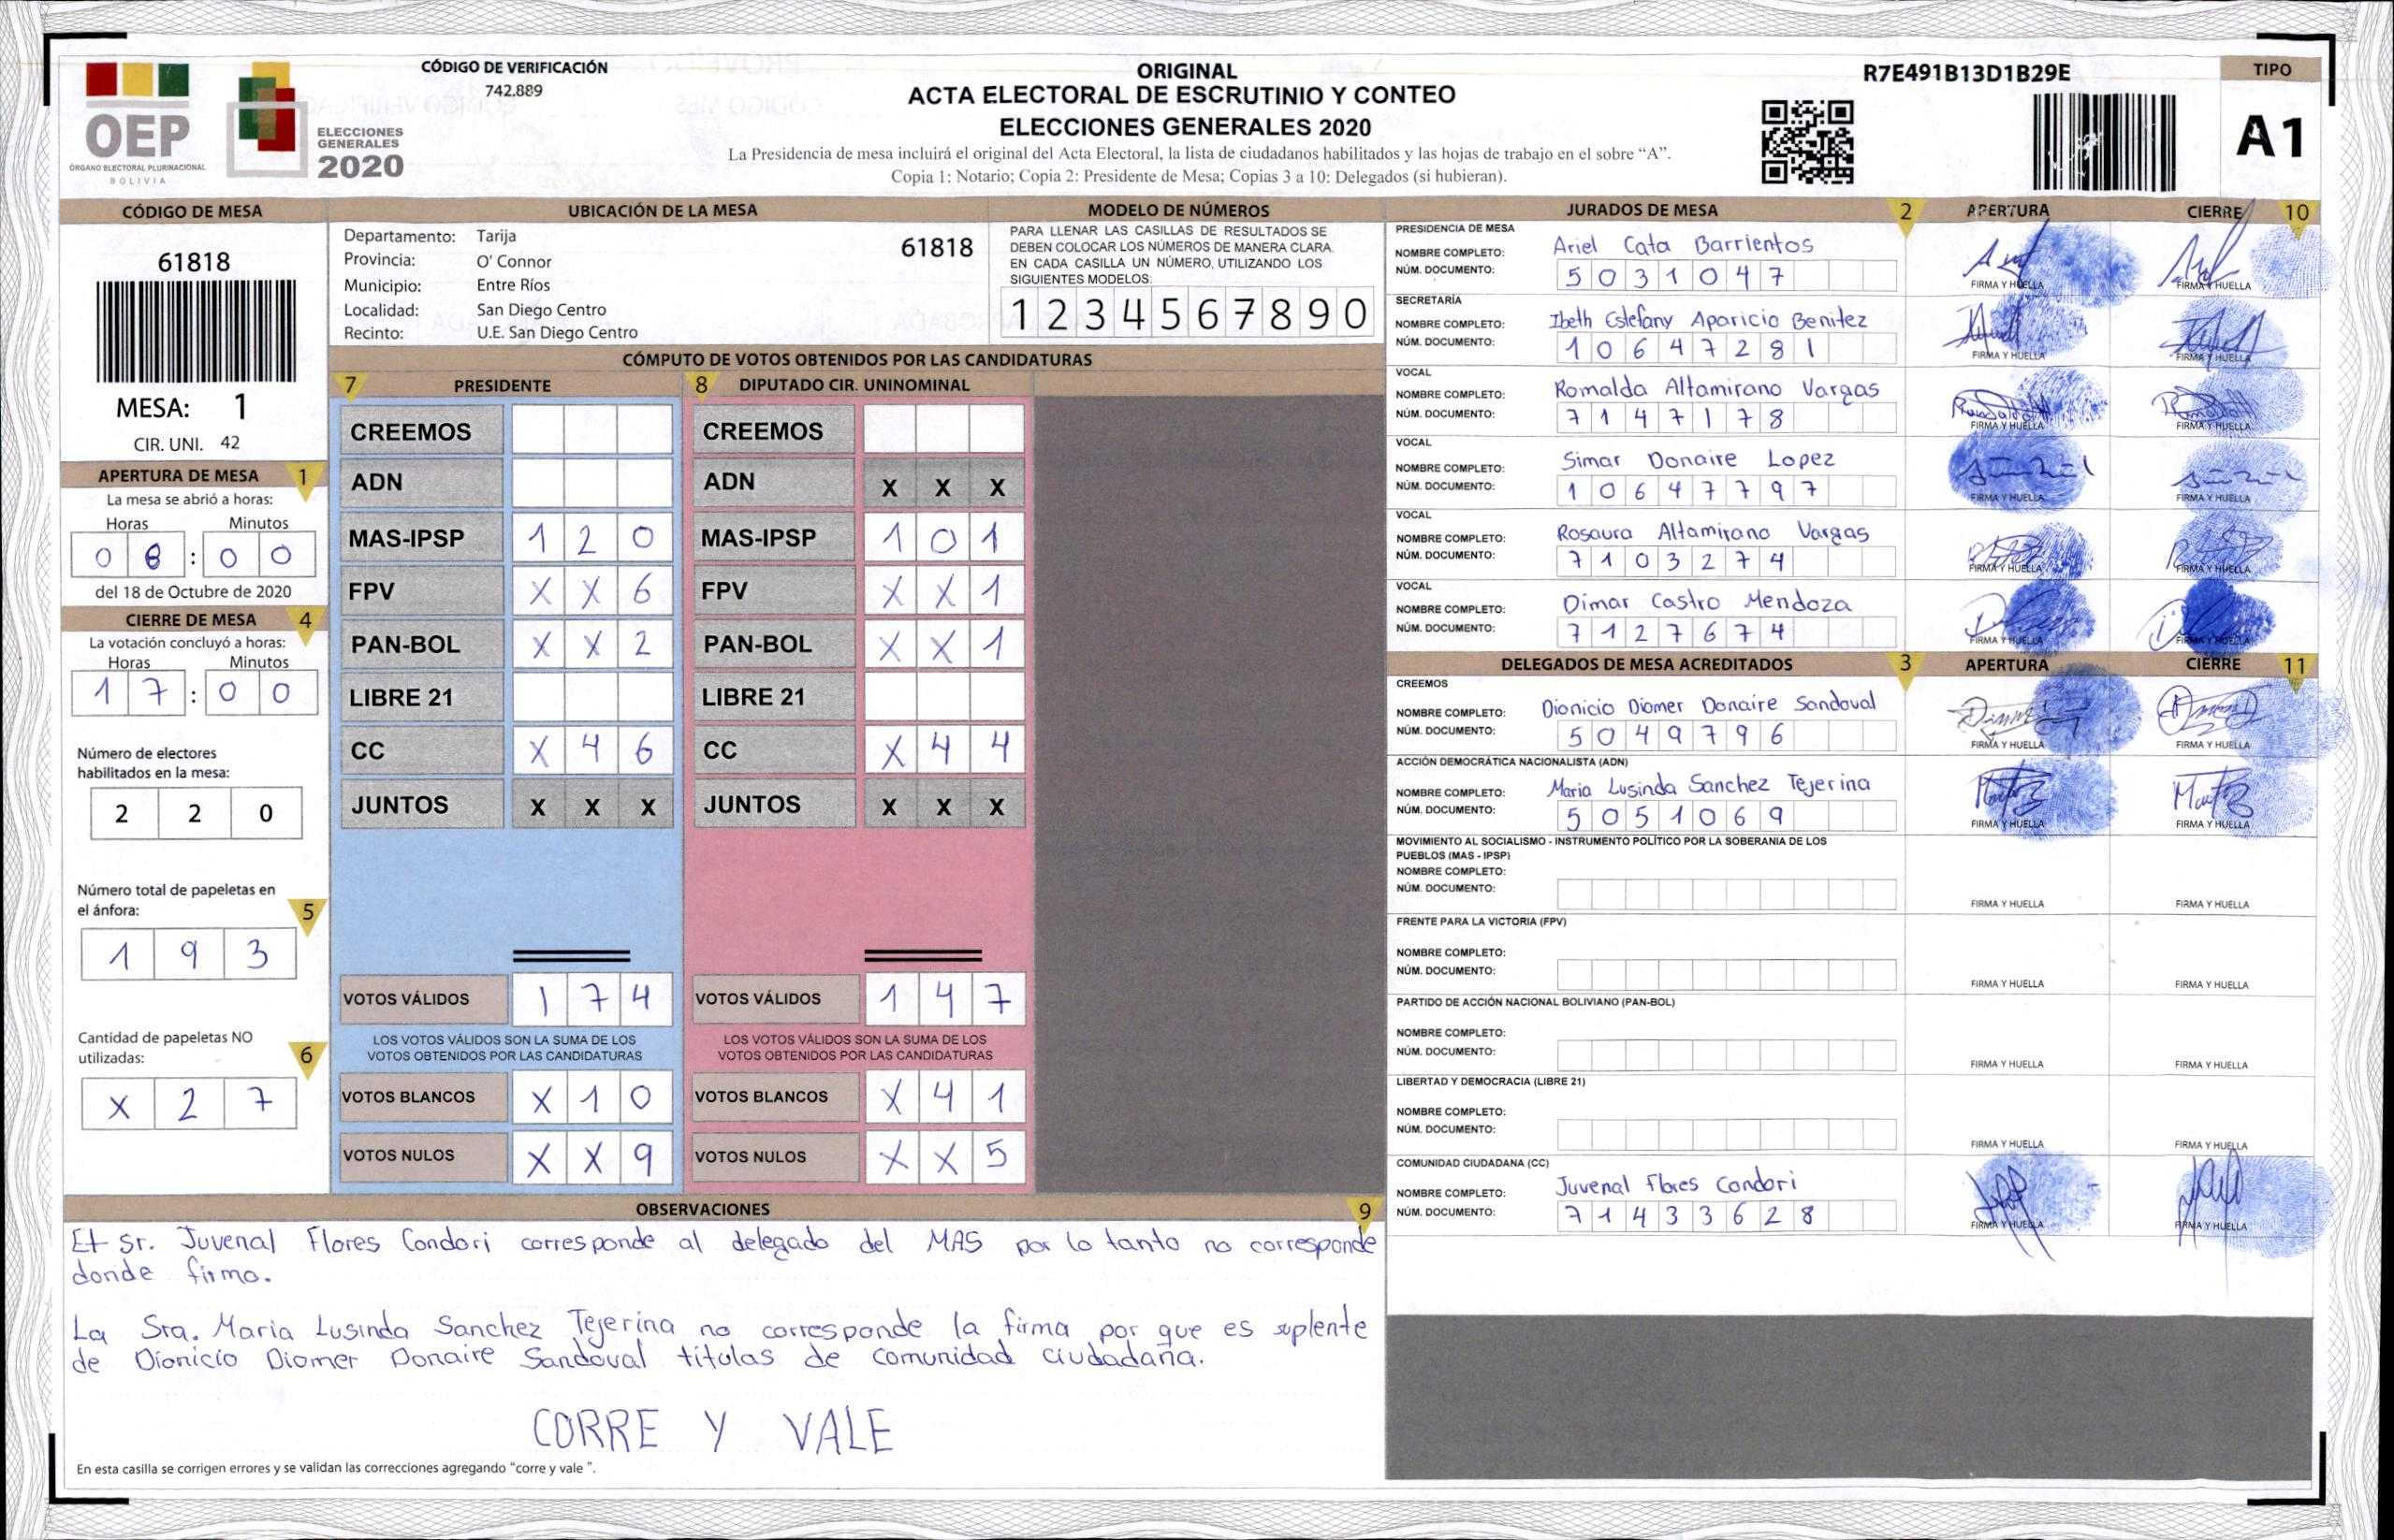 OEP
ÓRGANO ELECTORAL PLURINACIONAL
BOLIVIA
ELECCIONES
GENERALES
2020
CÓDIGO DE VERIFICACIÓN
742.889
ORIGINAL
ACTA ELECTORAL DE ESCRUTINIO Y CONTEO
ELECCIONES GENERALES 2020
La Presidencia de mesa incluirá el original del Acta Electoral, la lista de ciudadanos habilitados y las hojas de trabajo en el sobre “A”.
Copia 1: Notario; Copia 2: Presidente de Mesa; Copias 3 a 10: Delegados (si hubieran).
R7E491B13D1B29E
TIPO
A1
CÓDIGO DE MESA
61818
MESA: 1
CIR. UNI. 42
APERTURA DE MESA 1
La mesa se abrió a horas:
Horas Minutos
0 8 : 0 0
del 18 de Octubre de 2020
CIERRE DE MESA 4
La votación concluyó a horas:
Horas Minutos
1 7 : 0 0
Número de electores
habilitados en la mesa:
2 2 0
Número total de papeletas en
el ánfora: 5
1 9 3
Cantidad de papeletas NO
utilizadas: 6
X 2 7
UBICACIÓN DE LA MESA
Departamento: Tarija
61818
Provincia: O' Connor
Municipio: Entre Ríos
Localidad: San Diego Centro
Recinto: U.E. San Diego Centro
MODELO DE NÚMEROS
PARA LLENAR LAS CASILLAS DE RESULTADOS SE
DEBEN COLOCAR LOS NÚMEROS DE MANERA CLARA.
EN CADA CASILLA UN NÚMERO, UTILIZANDO LOS
SIGUIENTES MODELOS:
1 2 3 4 5 6 7 8 9 0
CÓMPUTO DE VOTOS OBTENIDOS POR LAS CANDIDATURAS
7 PRESIDENTE
CREEMOS
ADN
MAS-IPSP 1 2 0
FPV X X 6
PAN-BOL X X 2
LIBRE 21
CC X 4 6
JUNTOS X X X
VOTOS VÁLIDOS 1 7 4
LOS VOTOS VÁLIDOS SON LA SUMA DE LOS
VOTOS OBTENIDOS POR LAS CANDIDATURAS
VOTOS BLANCOS X 1 0
VOTOS NULOS X X 9
8 DIPUTADO CIR. UNINOMINAL
CREEMOS
ADN X X X
MAS-IPSP 1 0 1
FPV X X 1
PAN-BOL X X 1
LIBRE 21
CC X 4 4
JUNTOS X X X
VOTOS VÁLIDOS 1 4 7
LOS VOTOS VÁLIDOS SON LA SUMA DE LOS
VOTOS OBTENIDOS POR LAS CANDIDATURAS
VOTOS BLANCOS X 4 1
VOTOS NULOS X X 5
JURADOS DE MESA 2 APERTURA CIERRE 10
PRESIDENCIA DE MESA
NOMBRE COMPLETO: Ariel Cata Barrientos
NÚM. DOCUMENTO: 5 0 3 1 0 4 7
FIRMA Y HUELLA FIRMA Y HUELLA
SECRETARÍA
NOMBRE COMPLETO: Ibeth Estefany Aparicio Benitez
NÚM. DOCUMENTO: 1 0 6 4 7 2 8 1
FIRMA Y HUELLA FIRMA Y HUELLA
VOCAL
NOMBRE COMPLETO: Romalda Altamirano Vargas
NÚM. DOCUMENTO: 7 1 4 7 1 7 8
FIRMA Y HUELLA FIRMA Y HUELLA
VOCAL
NOMBRE COMPLETO: Simar Donaire Lopez
NÚM. DOCUMENTO: 1 0 6 4 7 7 9 7
FIRMA Y HUELLA FIRMA Y HUELLA
VOCAL
NOMBRE COMPLETO: Rosaura Altamirano Vargas
NÚM. DOCUMENTO: 7 1 0 3 2 7 4
FIRMA Y HUELLA FIRMA Y HUELLA
VOCAL
NOMBRE COMPLETO: Dimar Castro Mendoza
NÚM. DOCUMENTO: 7 1 2 7 6 7 4
FIRMA Y HUELLA FIRMA Y HUELLA
DELEGADOS DE MESA ACREDITADOS 3 APERTURA CIERRE 11
CREEMOS
NOMBRE COMPLETO: Dionicio Diomer Donaire Sandoval
NÚM. DOCUMENTO: 5 0 4 9 7 9 6
FIRMA Y HUELLA FIRMA Y HUELLA
ACCIÓN DEMOCRÁTICA NACIONALISTA (ADN)
NOMBRE COMPLETO: Maria Lusinda Sanchez Tejerina
NÚM. DOCUMENTO: 5 0 5 1 0 6 9
FIRMA Y HUELLA FIRMA Y HUELLA
MOVIMIENTO AL SOCIALISMO - INSTRUMENTO POLÍTICO POR LA SOBERANIA DE LOS
PUEBLOS (MAS - IPSP)
NOMBRE COMPLETO:
NÚM. DOCUMENTO:
FIRMA Y HUELLA FIRMA Y HUELLA
FRENTE PARA LA VICTORIA (FPV)
NOMBRE COMPLETO:
NÚM. DOCUMENTO:
FIRMA Y HUELLA FIRMA Y HUELLA
PARTIDO DE ACCIÓN NACIONAL BOLIVIANO (PAN-BOL)
NOMBRE COMPLETO:
NÚM. DOCUMENTO:
FIRMA Y HUELLA FIRMA Y HUELLA
LIBERTAD Y DEMOCRACIA (LIBRE 21)
NOMBRE COMPLETO:
NÚM. DOCUMENTO:
FIRMA Y HUELLA FIRMA Y HUELLA
COMUNIDAD CIUDADANA (CC)
NOMBRE COMPLETO: Juvenal Flores Condori
NÚM. DOCUMENTO: 7 1 4 3 3 6 2 8
FIRMA Y HUELLA FIRMA Y HUELLA
OBSERVACIONES 9
El Sr. Juvenal Flores Condori corresponde al delegado del MAS por lo tanto no corresponde
donde firmo.
La Sra. Maria Lusinda Sanchez Tejerina no corresponde la firma por que es suplente
de Dionicio Diomer Donaire Sandoval titulas de comunidad ciudadana.
CORRE Y VALE
En esta casilla se corrigen errores y se validan las correcciones agregando “corre y vale ”.